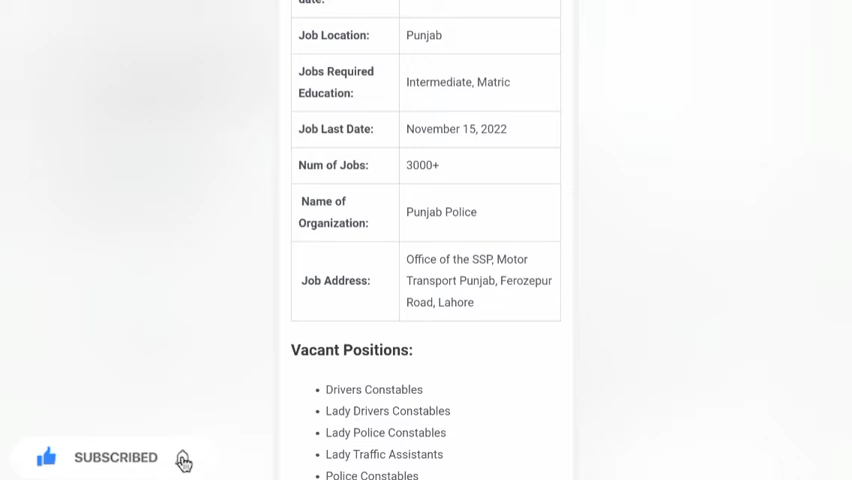 date:
Job Location: Punjab
Jobs Required
Education:
Intermediate, Matric
Job Last Date: November 15, 2022
Num of Jobs: 3000+
Name of
Organization:
Punjab Police
Job Address:
Office of the SSP, Motor
Transport Punjab, Ferozepur
Road, Lahore
Vacant Positions:
• Drivers Constables
• Lady Drivers Constables
• Lady Police Constables
• Lady Traffic Assistants
• Police Constables
SUBSCRIBED